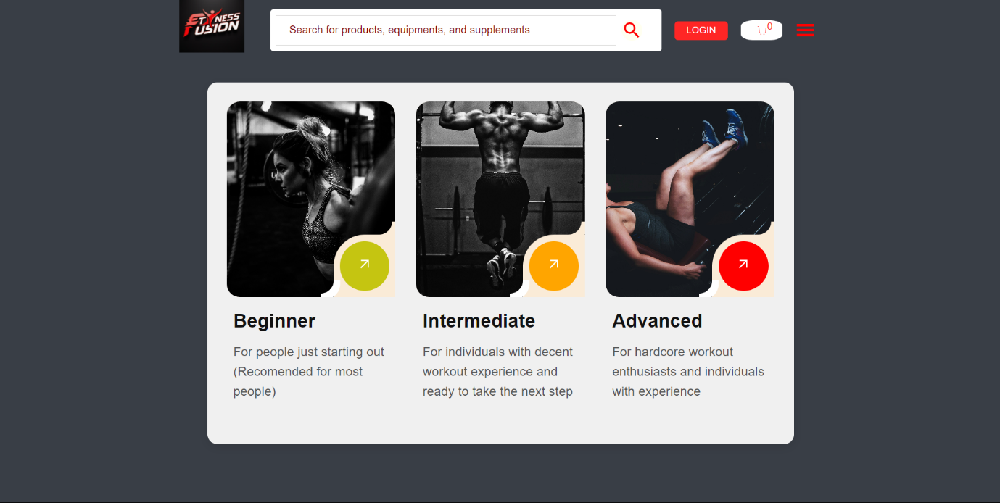 FETYNESS
FUSION
Search for products, equipments, and supplements
LOGIN
0
Beginner
For people just starting out
(Recomended for most
people)
Intermediate
For individuals with decent
workout experience and
ready to take the next step
Advanced
For hardcore workout
enthusiasts and individuals
with experience